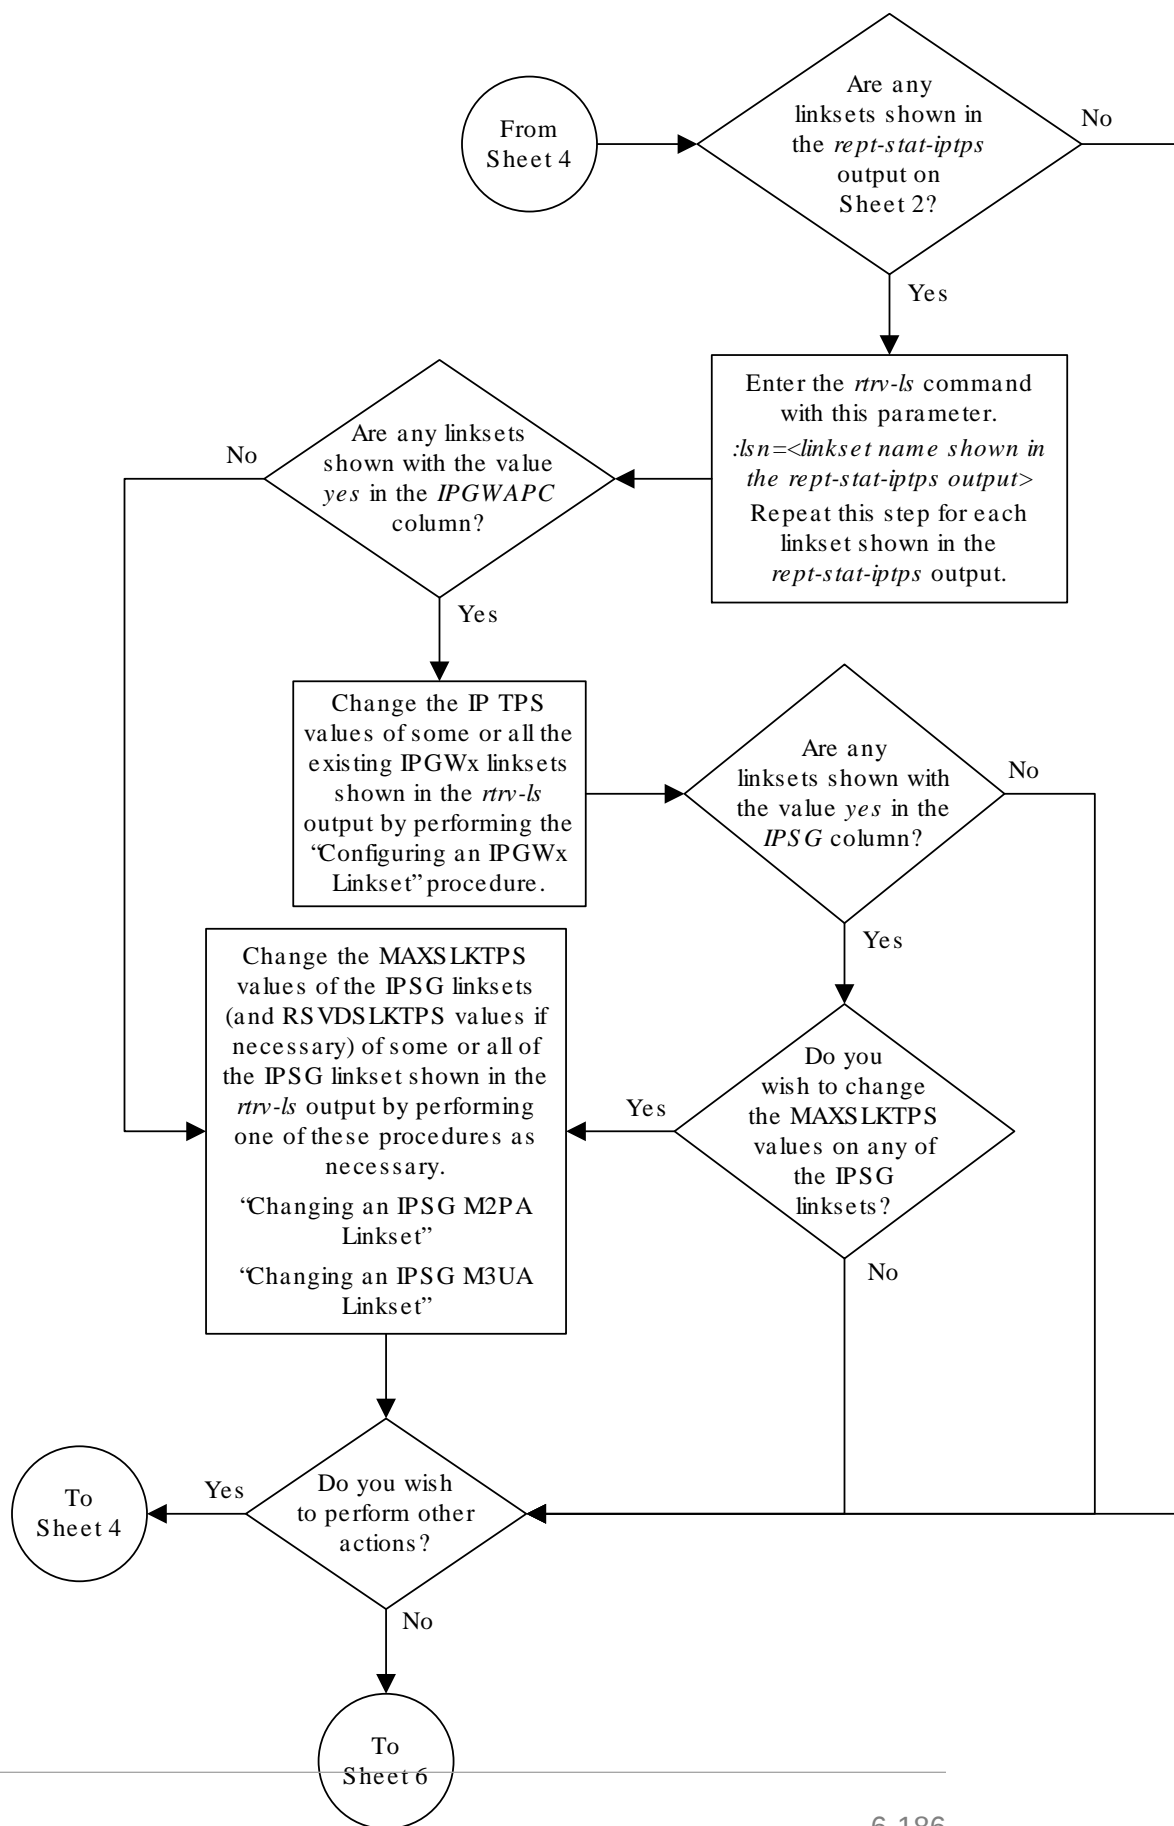 From
Sheet 4
Are any
linksets shown in
the rept-stat-iptps
output on
Sheet 2?
No
Yes
Enter the rtrv-ls command
with this parameter.
:lsn=<linkset name shown in
the rept-stat-iptps output>
Repeat this step for each
linkset shown in the
rept-stat-iptps output.
Are any linksets
shown with the value
yes in the IPGWAPC
column?
No
Yes
Change the IP TPS
values of some or all the
existing IPGWx linksets
shown in the rtrv-ls
output by performing the
“Configuring an IPGWx
Linkset” procedure.
Are any
linksets shown with
the value yes in the
IPSG column?
No
Yes
Do you
wish to change
the MAXSLKTPS
values on any of
the IPSG
linksets?
Yes
No
Change the MAXSLKTPS
values of the IPSG linksets
(and RSVDSLKTPS values if
necessary) of some or all of
the IPSG linkset shown in the
rtrv-ls output by performing
one of these procedures as
necessary.
“Changing an IPSG M2PA
Linkset”
“Changing an IPSG M3UA
Linkset”
Do you wish
to perform other
actions?
Yes
To
Sheet 4
No
To
Sheet 6
6-186